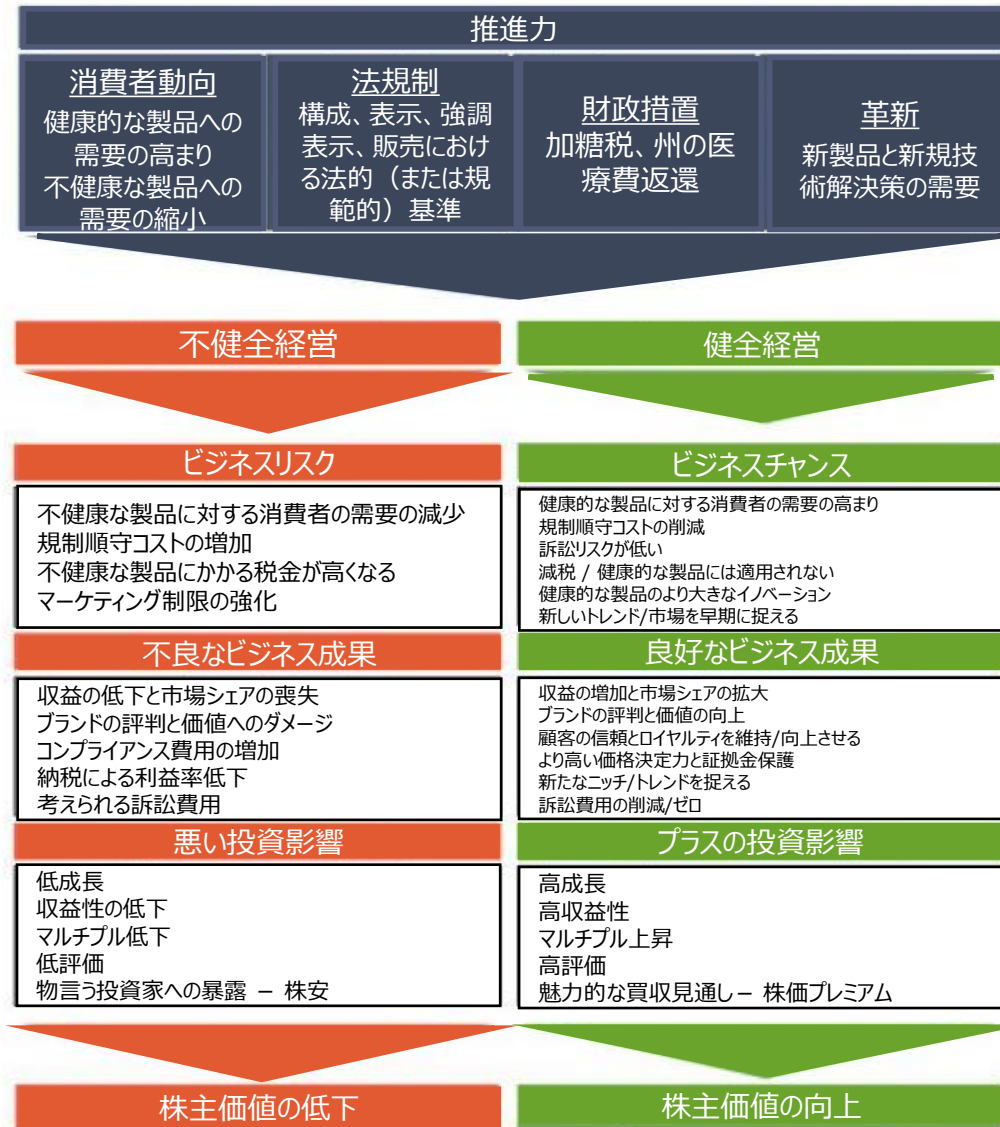 推進力
消費者動向
健康的な製品への
需要の高まり
不健康な製品への
需要の縮小
法規制
構成、表示、強調
表示、販売におけ
る法的（または規
範的）基準
財政措置
加糖税、州の医
療費返還
革新
新製品と新規技
術解決策の需要
不健全経営
健全経営
ビジネスリスク
不健康な製品に対する消費者の需要の減少
規制順守コストの増加
不健康な製品にかかる税金が高くなる
マーケティング制限の強化
ビジネスチャンス
健康的な製品に対する消費者の需要の高まり
規制順守コストの削減
訴訟リスクが低い
減税 / 健康的な製品には適用されない
健康的な製品のより大きなイノベーション
新しいトレンド/市場を早期に捉える
不良なビジネス成果
収益の低下と市場シェアの喪失
ブランドの評判と価値へのダメージ
コンプライアンス費用の増加
納税による利益率低下
考えられる訴訟費用
良好なビジネス成果
収益の増加と市場シェアの拡大
ブランドの評判と価値の向上
顧客の信頼とロイヤルティを維持/向上させる
より高い価格決定力と証拠金保護
新たなニッチ/トレンドを捉える
訴訟費用の削減/ゼロ
悪い投資影響
低成長
収益性の低下
マルチプル低下
低評価
物言う投資家への暴露 – 株安
プラスの投資影響
高成長
高収益性
マルチプル上昇
高評価
魅力的な買収見通し – 株価プレミアム
株主価値の低下
株主価値の向上